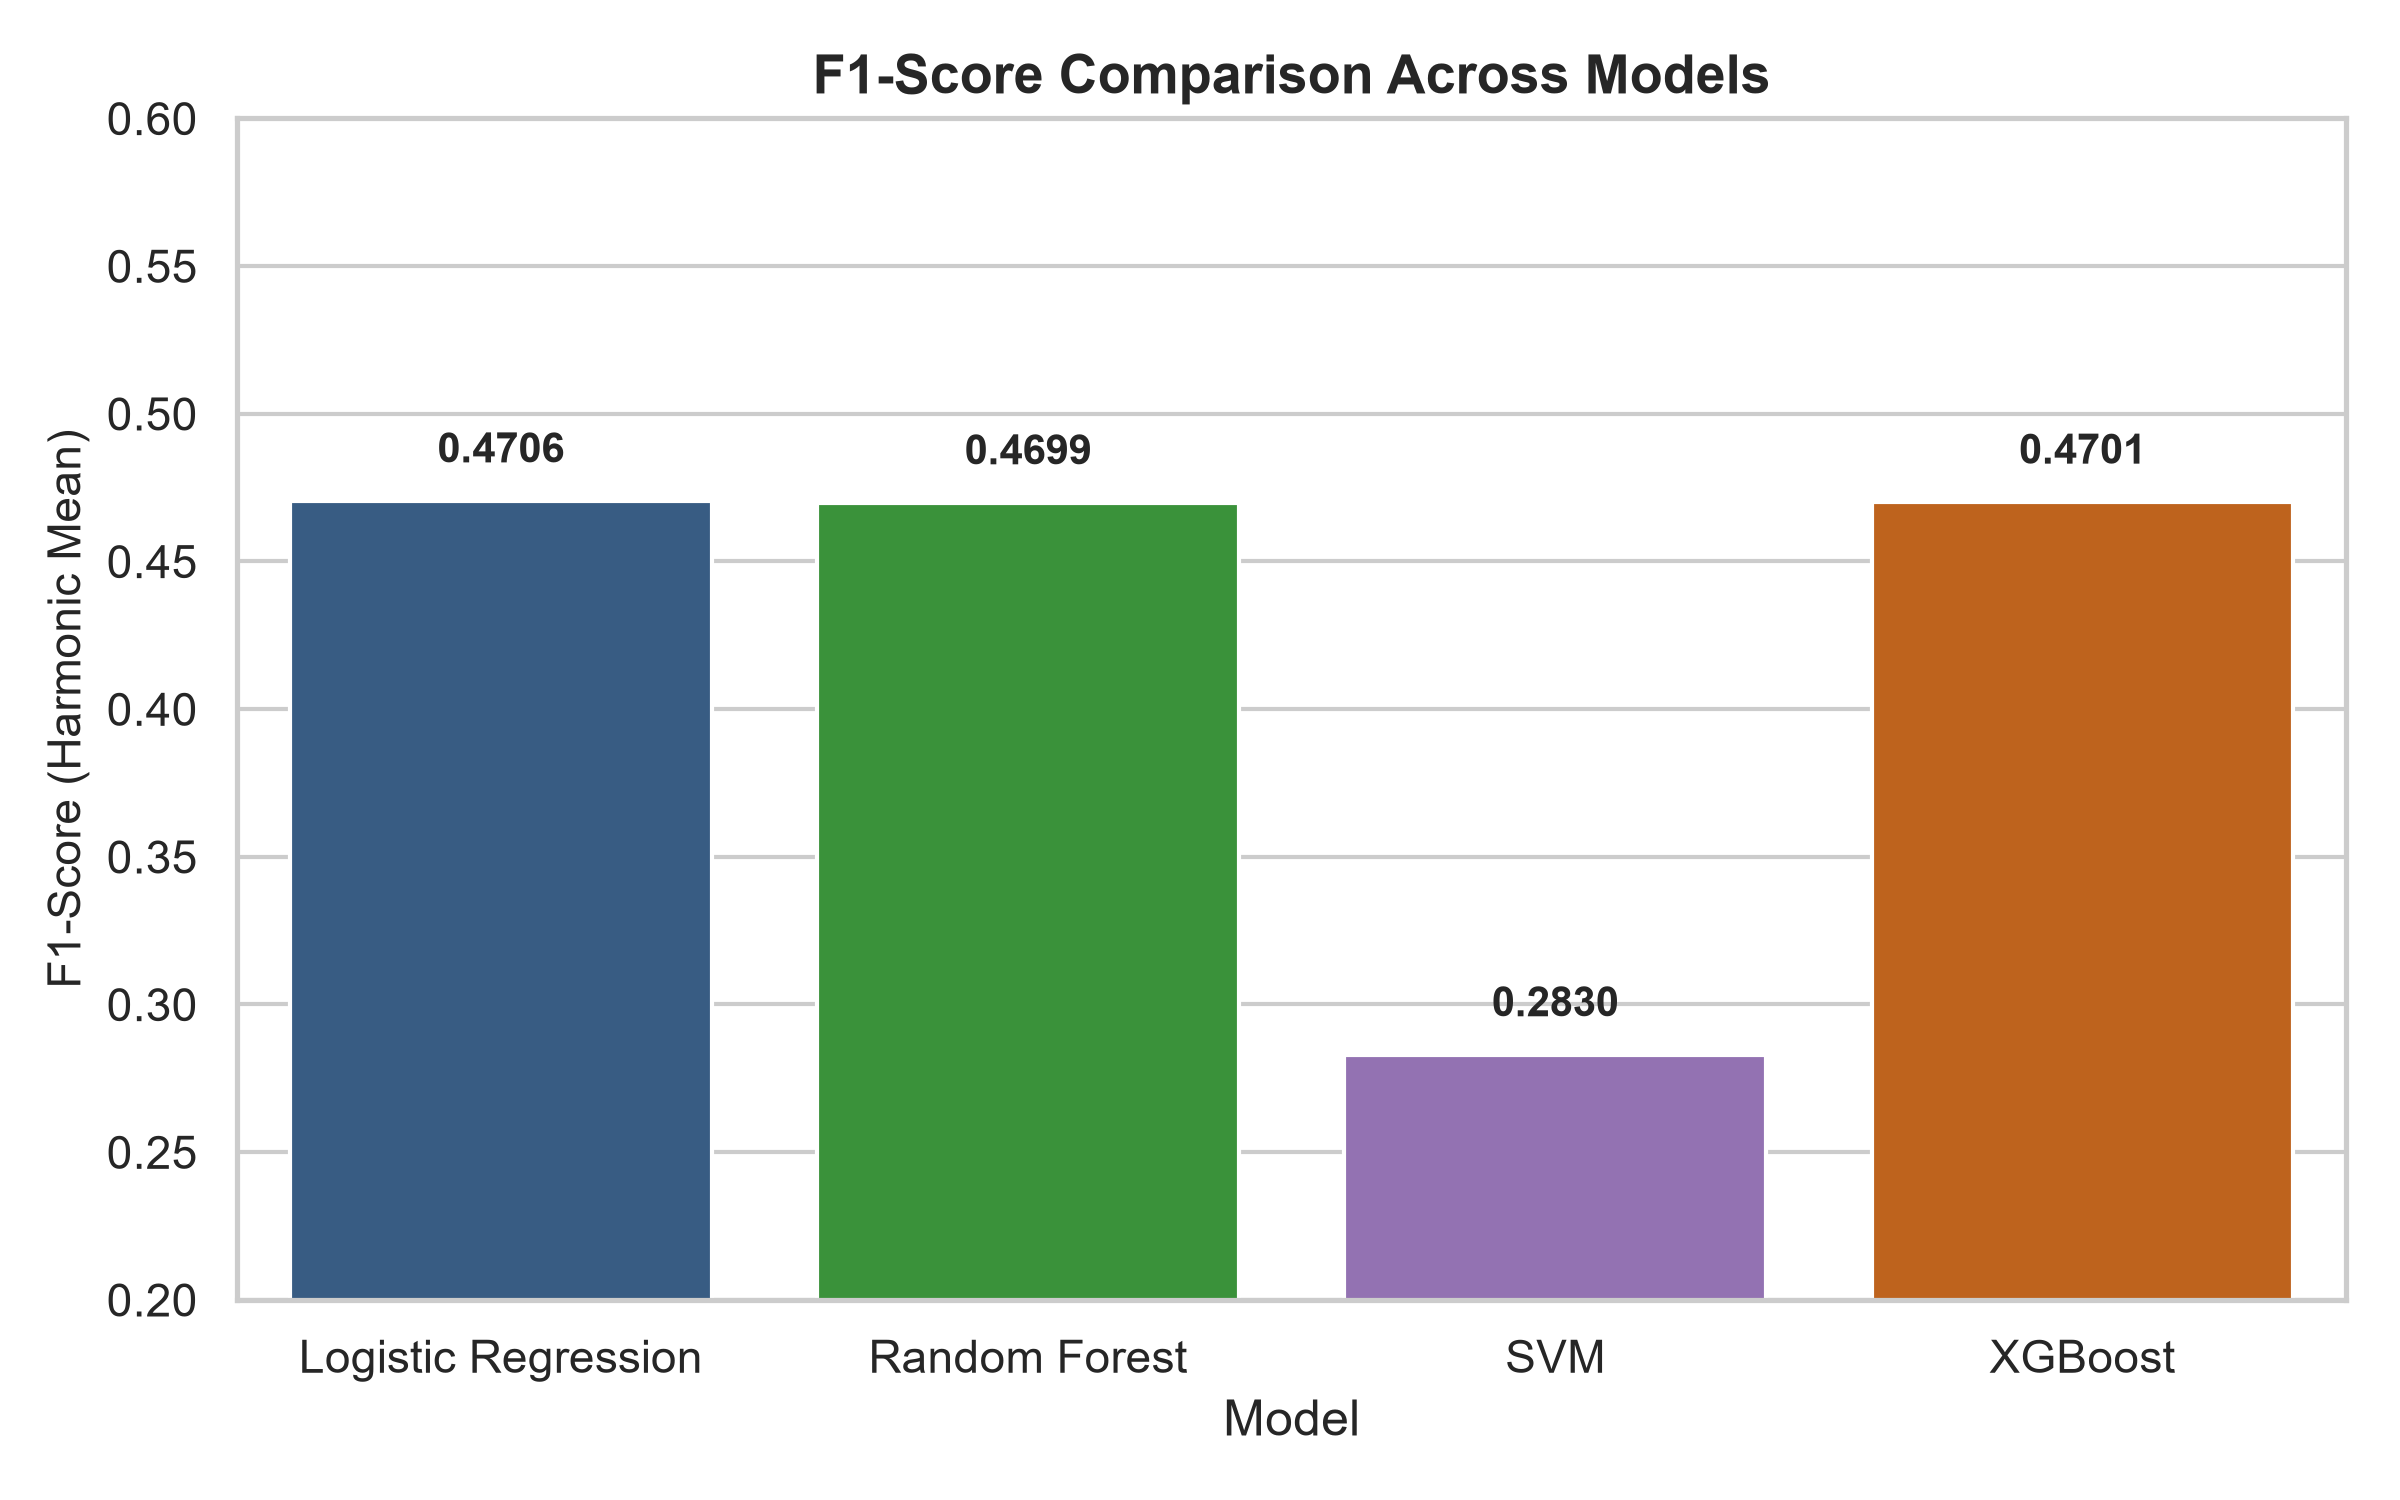 F1-Score Comparison Across Models
F1-Score (Harmonic Mean)
0.60
0.55
0.50
0.45
0.40
0.35
0.30
0.25
0.20
0.4706
0.4699
0.2830
0.4701
Logistic Regression
Random Forest
SVM
XGBoost
Model